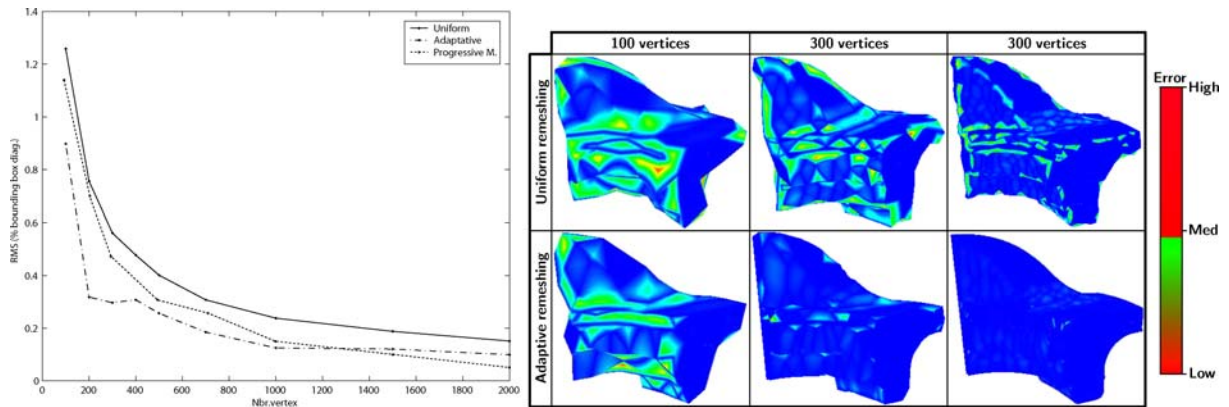 1.4
1.2
1
0.8
0.6
0.4
0.2
0
RMS (% bounding box diag.)
0 200 400 600 800 1000 1200 1400 1600 1800 2000
Nbr.vertex
Uniform
Adaptative
Progressive M.
100 vertices 300 vertices 300 vertices
Uniform remeshing
Adaptive remeshing
Error
High
Med
Low